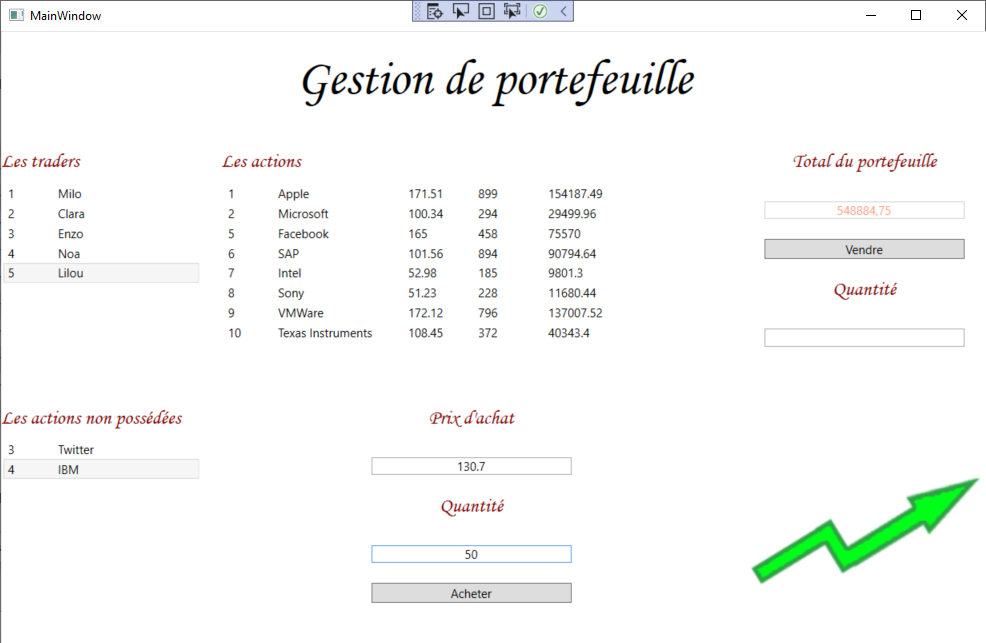 MainWindow
Gestion de portefeuille
Les traders
1 Milo
2 Clara
3 Enzo
4 Noa
5 Lilou
Les actions
1 Apple 171.51 899 154187.49
2 Microsoft 100.34 294 29499.96
5 Facebook 165 458 75570
6 SAP 101.56 894 90794.64
7 Intel 52.98 185 9801.3
8 Sony 51.23 228 11680.44
9 VMWare 172.12 796 137007.52
10 Texas Instruments 108.45 372 40343.4
Total du portefeuille
548884,75
Vendre
Quantité
Les actions non possédées
3 Twitter
4 IBM
Prix d'achat
130.7
Quantité
50
Acheter